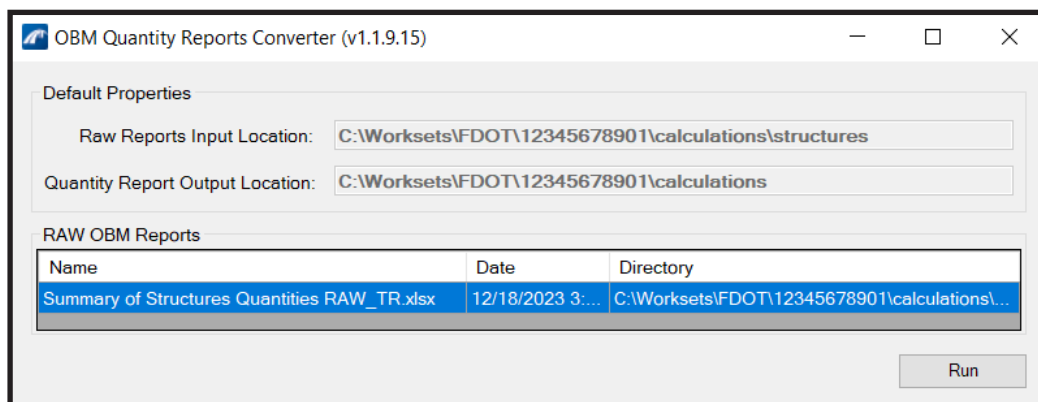 OBM Quantity Reports Converter (v1.1.9.15)
Default Properties
Raw Reports Input Location: C:\Worksets\FDOT\12345678901\calculations\structures
Quantity Report Output Location: C:\Worksets\FDOT\12345678901\calculations
RAW OBM Reports
Name Date Directory
Summary of Structures Quantities RAW_TR.xlsx 12/18/2023 3:... C:\Worksets\FDOT\12345678901\calculations\...
Run